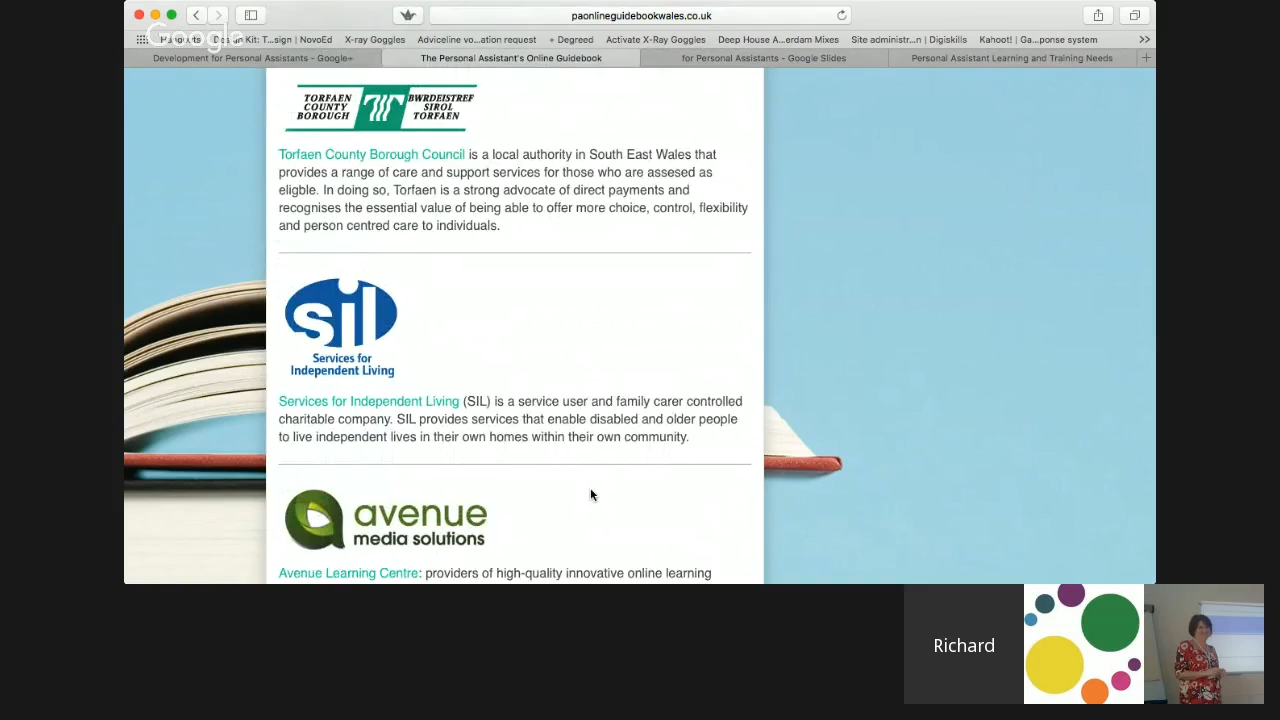 paonlineguidebookwales.co.uk
Google
X-ray Goggles
+ Degreed
Activate X-Ray Goggles
Deep House A...erdam Mixes
Site administr...n | Digiskills
Kahoot! | Ga...ponse system
>>
Development for Personal Assistants - Google+
The Personal Assistant's Online Guidebook
for Personal Assistants - Google Slides
Personal Assistant Learning and Training Needs
+
TORFAEN COUNTY BOROUGH
BWRDEISTREF SIROL TORFAEN
Torfaen County Borough Council is a local authority in South East Wales that
provides a range of care and support services for those who are assesed as
eligble. In doing so, Torfaen is a strong advocate of direct payments and
recognises the essential value of being able to offer more choice, control, flexibility
and person centred care to individuals.
sil
Services for
Independent Living
Services for Independent Living (SIL) is a service user and family carer controlled
charitable company. SIL provides services that enable disabled and older people
to live independent lives in their own homes within their own community.
avenue
media solutions
Avenue Learning Centre: providers of high-quality innovative online learning
Richard